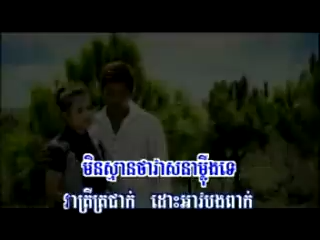 មិនស្មានថាវាសនាម្ល៉ឹងទេ
រាត្រីត្រជាក់ ដោះអាវបងពាក់